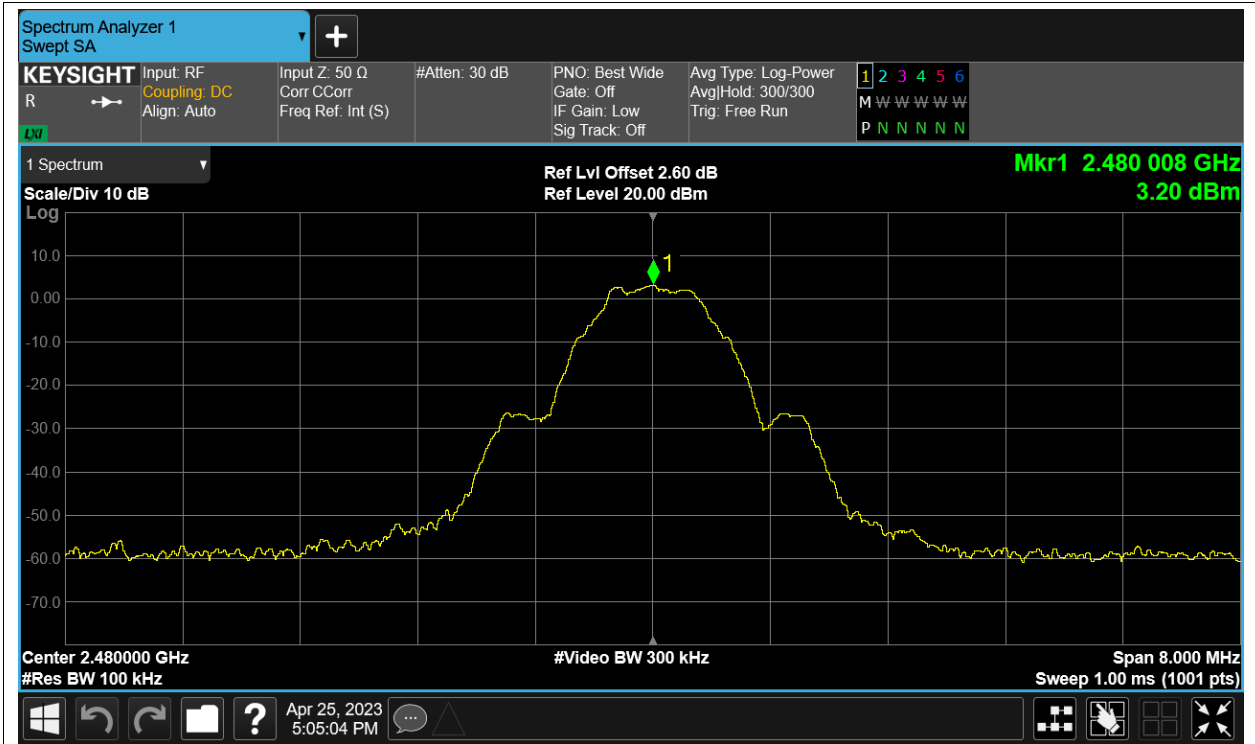 Spectrum Analyzer 1
Swept SA
+
KEYSIGHT
R
LXI
Input: RF
Coupling: DC
Align: Auto
Input Z: 50 Ω
Corr CCorr
Freq Ref: Int (S)
#Atten: 30 dB
PNO: Best Wide
Gate: Off
IF Gain: Low
Sig Track: Off
Avg Type: Log-Power
Avg|Hold: 300/300
Trig: Free Run
1 2 3 4 5 6
M W W W W W
P N N N N N
1 Spectrum
Scale/Div 10 dB
Log
Ref Lvl Offset 2.60 dB
Ref Level 20.00 dBm
Mkr1 2.480 008 GHz
3.20 dBm
1
10.0
0.00
-10.0
-20.0
-30.0
-40.0
-50.0
-60.0
-70.0
Center 2.480000 GHz
#Res BW 100 kHz
#Video BW 300 kHz
Span 8.000 MHz
Sweep 1.00 ms (1001 pts)
?
Apr 25, 2023
5:05:04 PM